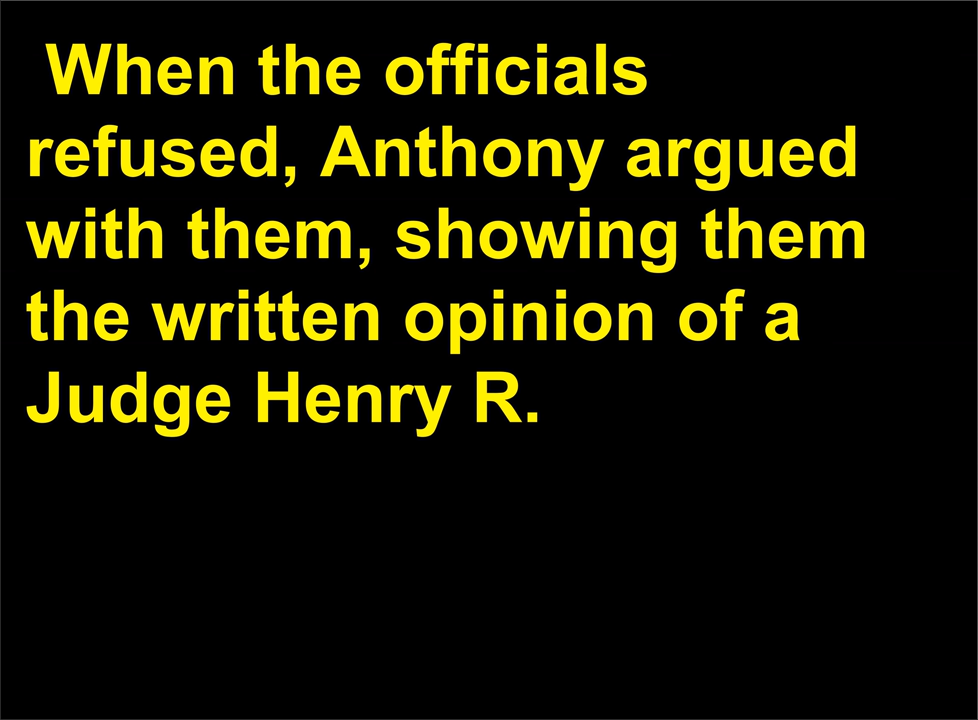 When the officials
refused, Anthony argued
with them, showing them
the written opinion of a
Judge Henry R.